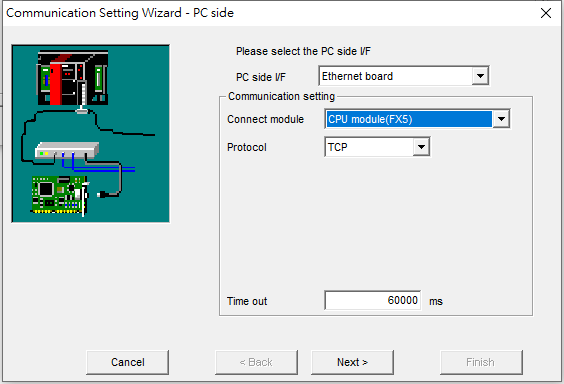 Communication Setting Wizard - PC side
Please select the PC side I/F
PC side I/F Ethernet board
Communication setting
Connect module CPU module(FX5)
Protocol TCP
Time out 60000 ms
Cancel < Back Next > Finish